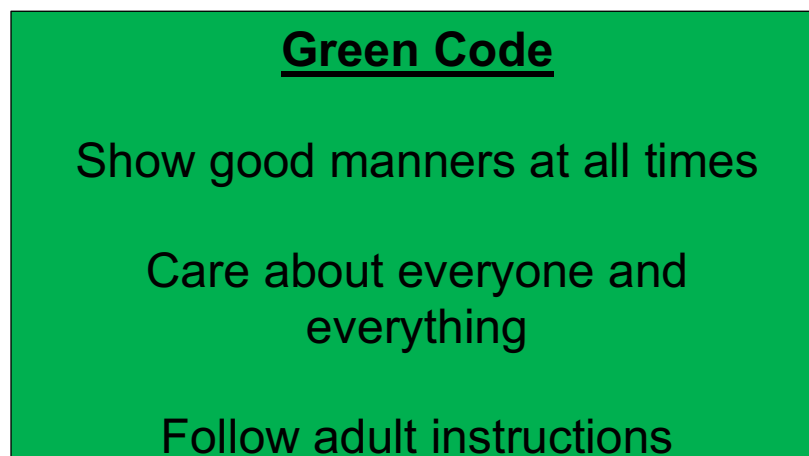 Green Code
Show good manners at all times
Care about everyone and
everything
Follow adult instructions